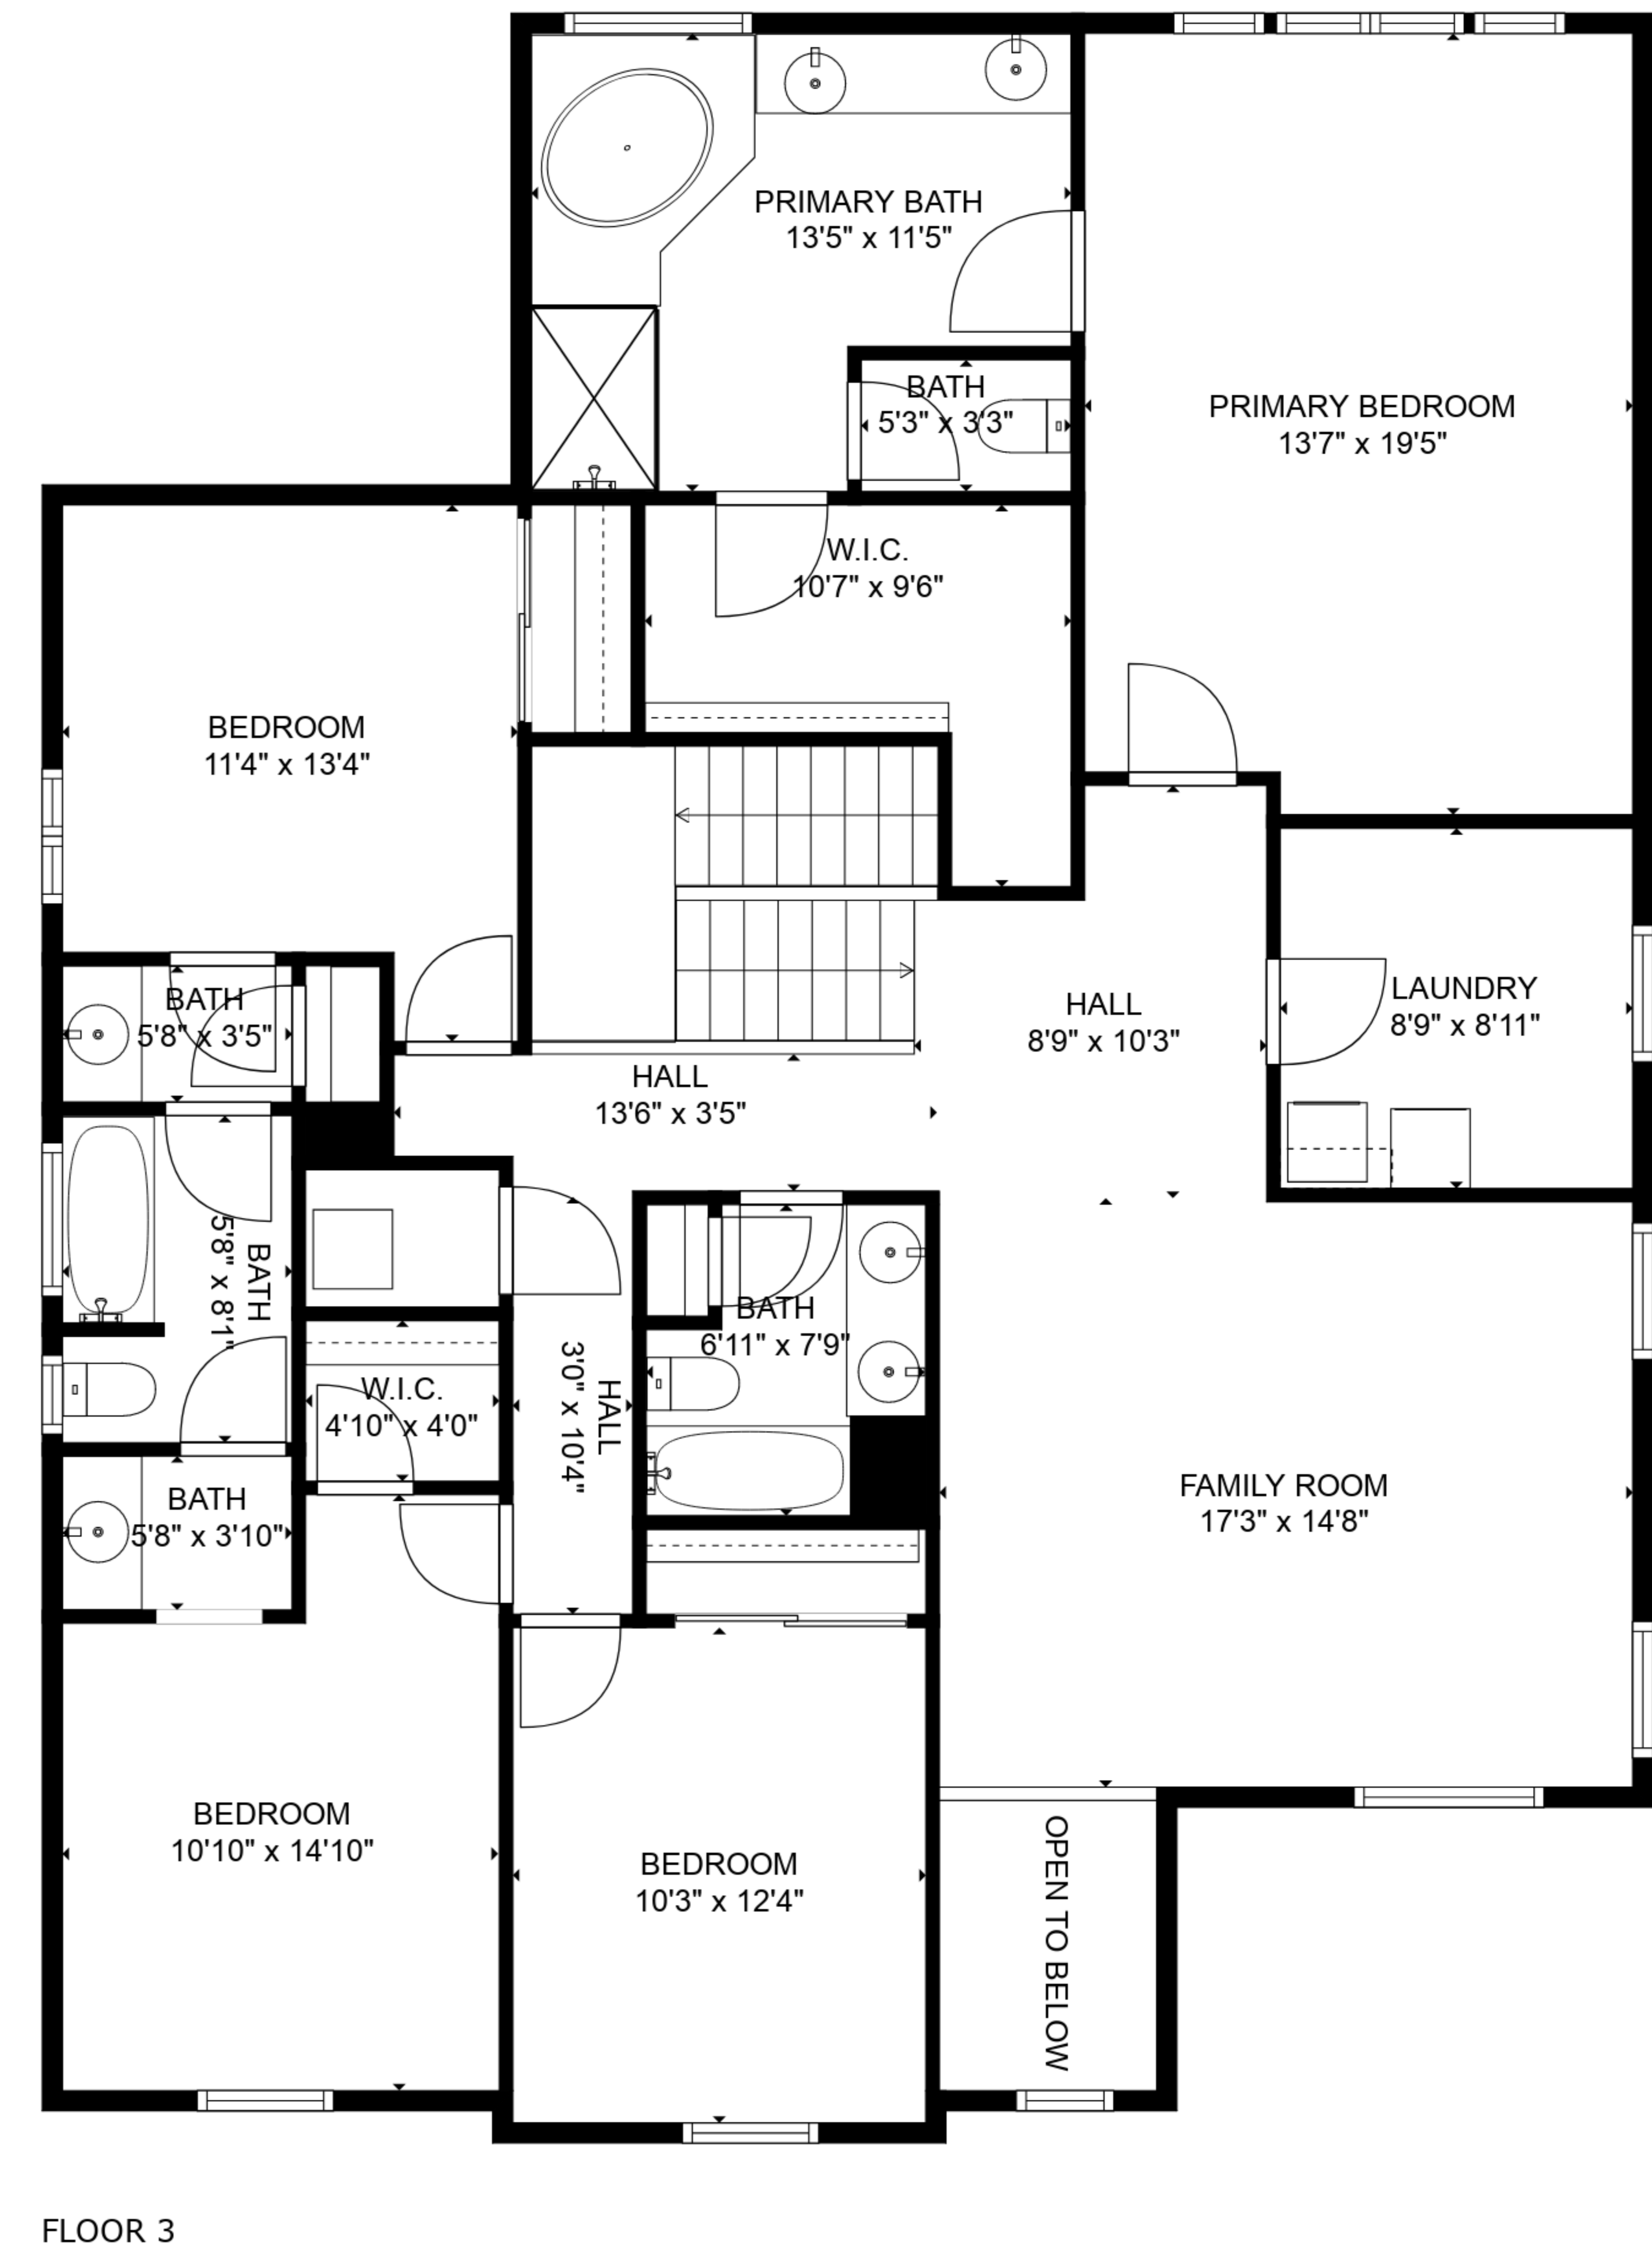 PRIMARY BATH
13'5" x 11'5"
BATH
5'3" x 3'3"
PRIMARY BEDROOM
13'7" x 19'5"
W.I.C.
10'7" x 9'6"
BEDROOM
11'4" x 13'4"
BATH
5'8" x 3'5"
HALL
8'9" x 10'3"
LAUNDRY
8'9" x 8'11"
HALL
13'6" x 3'5"
BATH
5'8" x 8'1"
BATH
6'11" x 7'9"
W.I.C.
4'10" x 4'0"
HALL
3'0" x 10'4"
BATH
5'8" x 3'10"
FAMILY ROOM
17'3" x 14'8"
BEDROOM
10'10" x 14'10"
BEDROOM
10'3" x 12'4"
OPEN TO BELOW
FLOOR 3